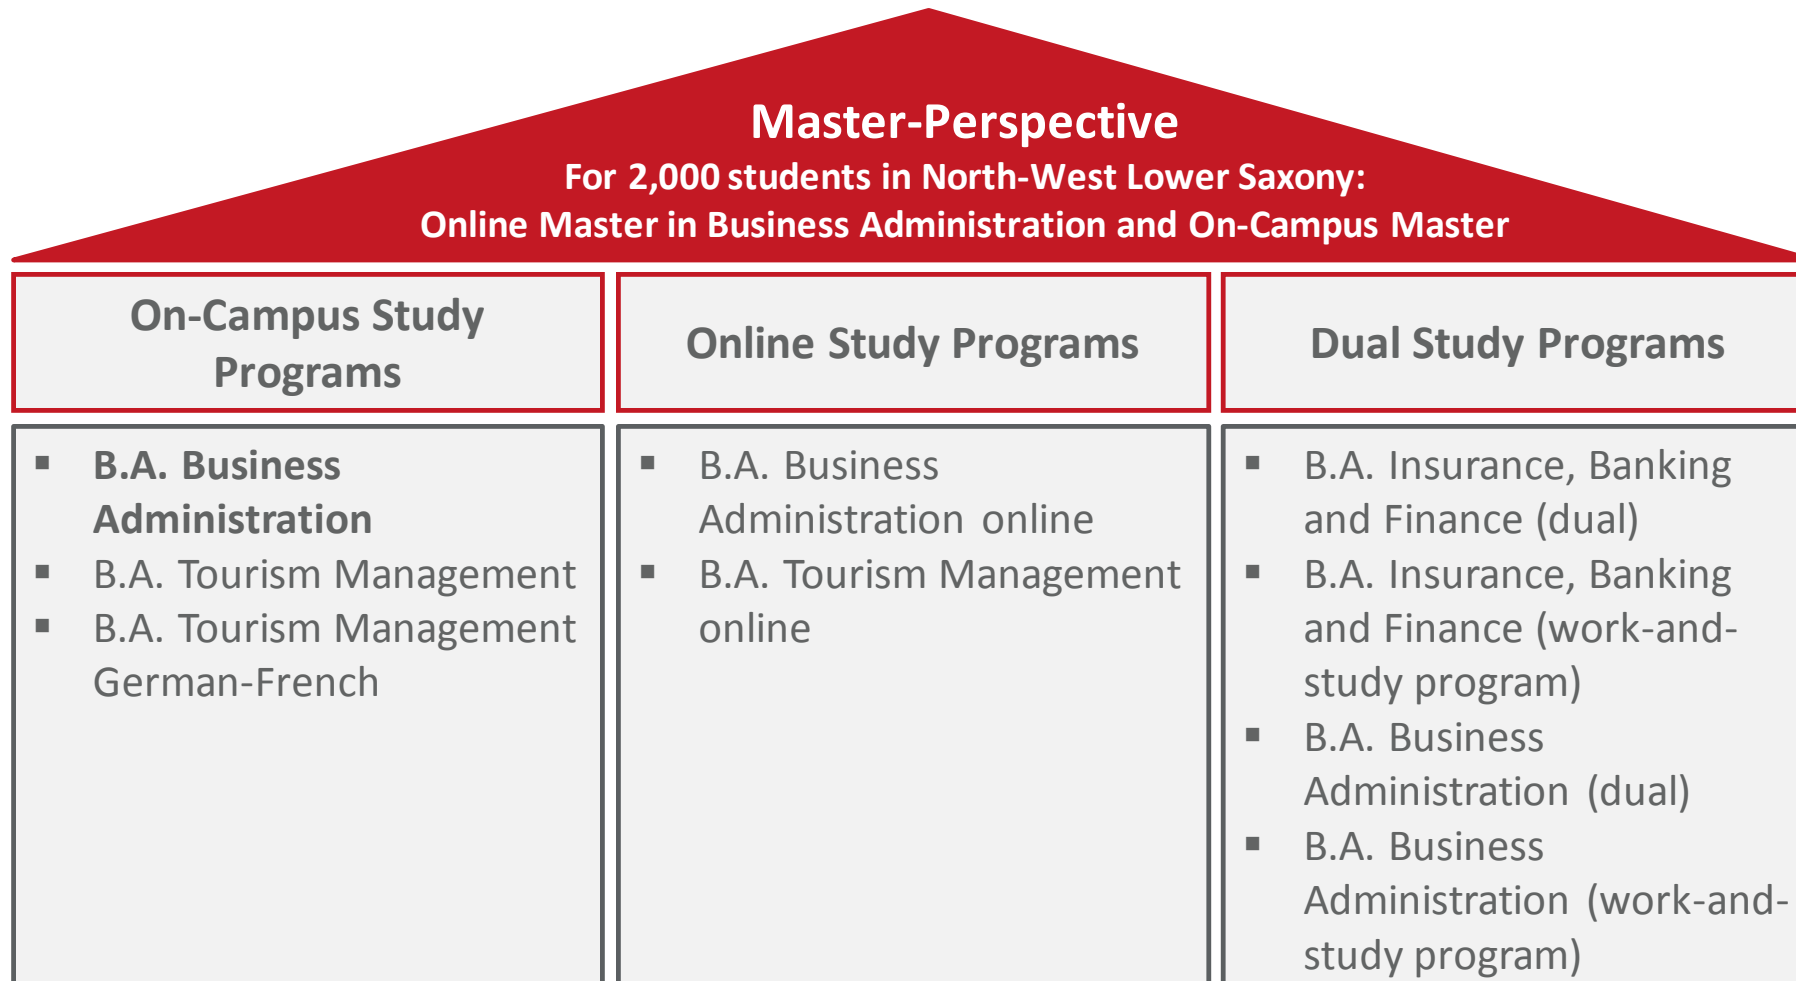 Master-Perspective
For 2,000 students in North-West Lower Saxony:
Online Master in Business Administration and On-Campus Master
On-Campus Study
Programs
▪ B.A. Business
Administration
▪ B.A. Tourism Management
▪ B.A. Tourism Management
German-French
Online Study Programs
▪ B.A. Business
Administration online
▪ B.A. Tourism Management
online
Dual Study Programs
▪ B.A. Insurance, Banking
and Finance (dual)
▪ B.A. Insurance, Banking
and Finance (work-and-
study program)
▪ B.A. Business
Administration (dual)
▪ B.A. Business
Administration (work-and-
study program)